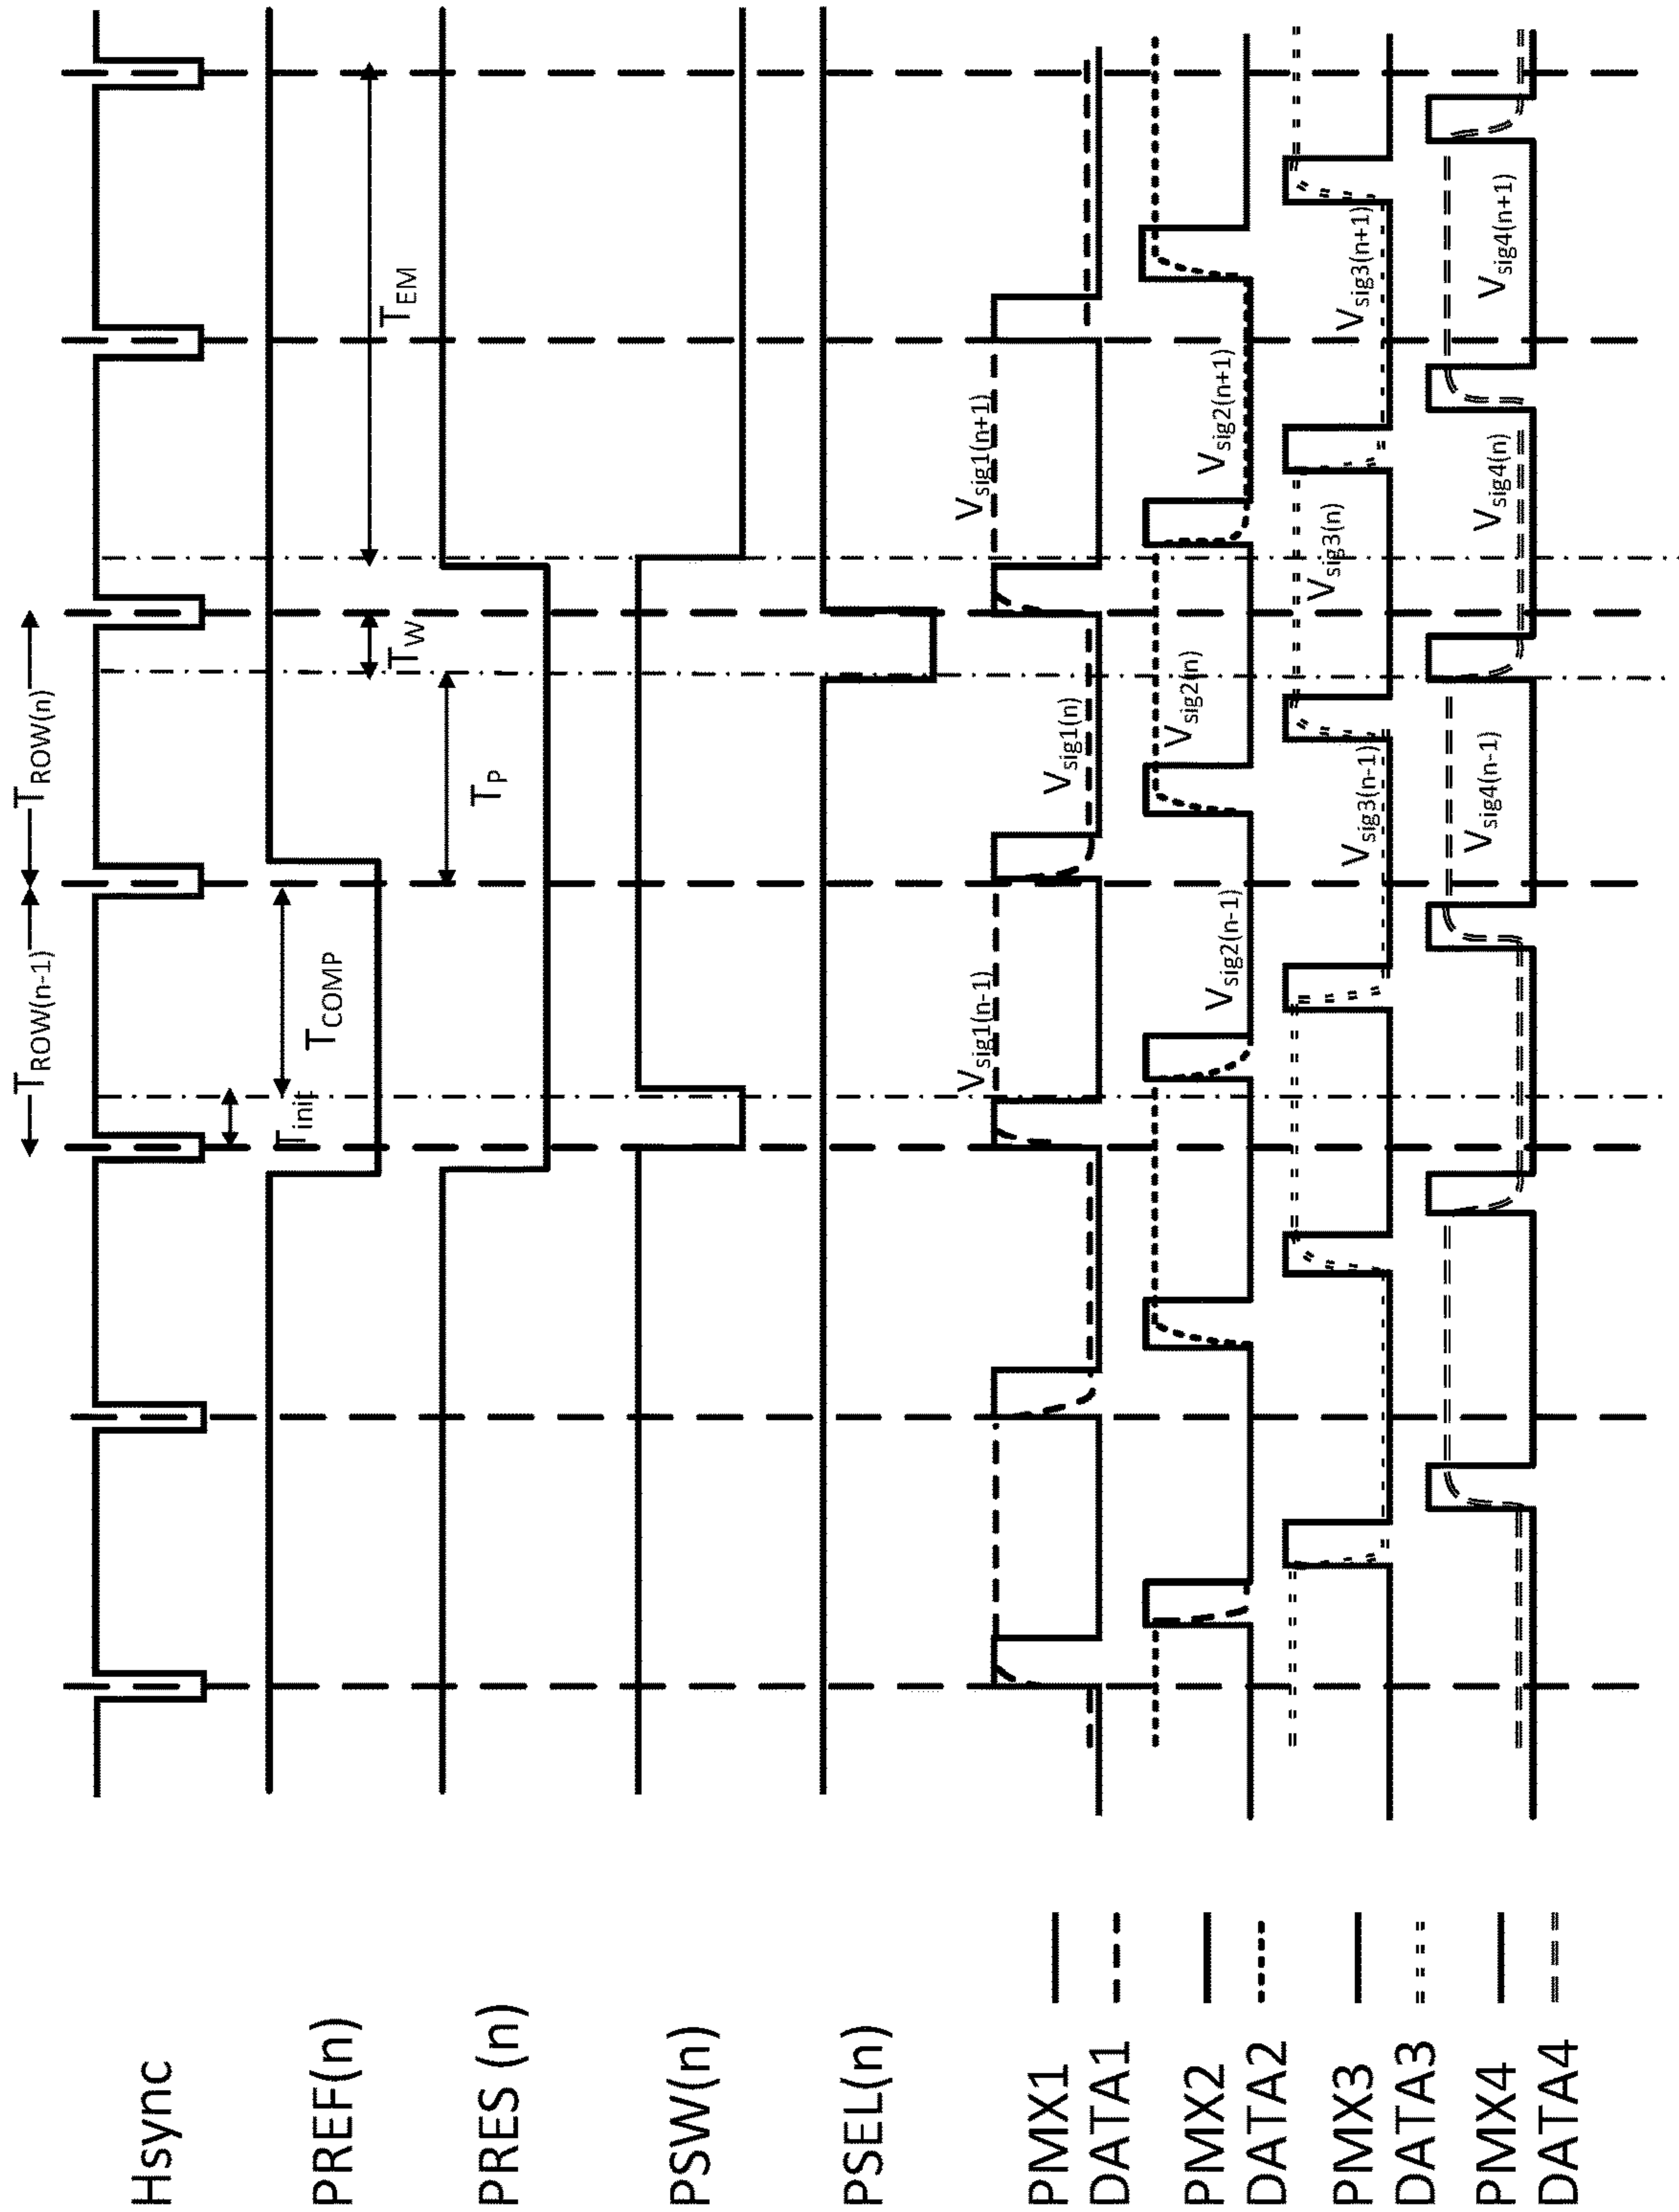 Hsync
PREF(n)
PRES (n)
PSW(n)
PSEL(n)
PMX1
DATA1
PMX2
DATA2
PMX3
DATA3
PMX4
DATA4
TROW(n-1)
TROW(n)
Tinit
TCOMP
TP
TW
TEM
Vsig1(n-1)
Vsig1(n)
Vsig1(n+1)
Vsig2(n-1)
Vsig2(n)
Vsig2(n+1)
Vsig3(n-1)
Vsig3(n)
Vsig3(n+1)
Vsig4(n-1)
Vsig4(n)
Vsig4(n+1)